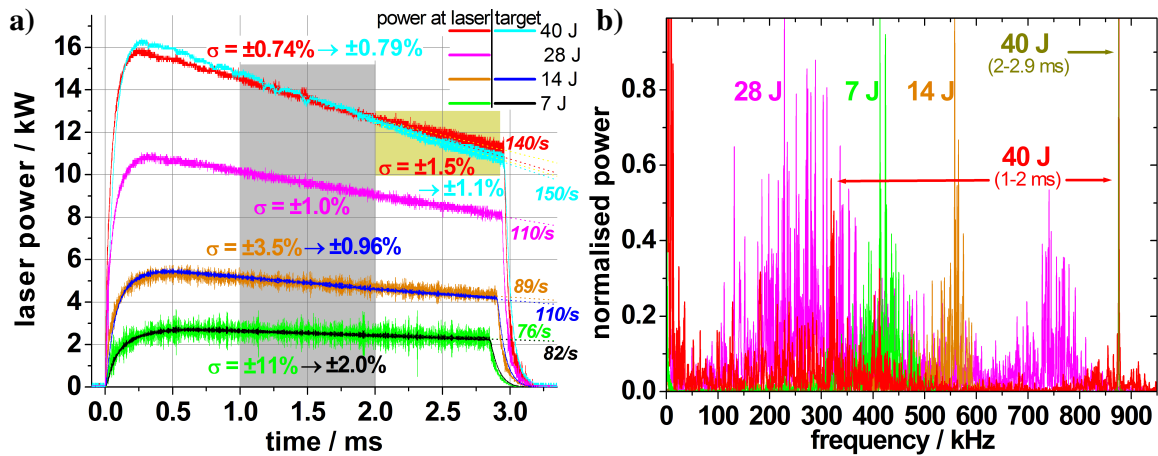 a)
power at laser target
40 J
28 J
14 J
7 J
σ = ±0.74% → ±0.79%
σ = ±1.5%
→ ±1.1%
σ = ±1.0%
σ = ±3.5% → ±0.96%
σ = ±11% → ±2.0%
140/s
150/s
110/s
89/s
110/s
76/s
82/s
16
14
12
10
8
6
4
2
0
laser power / kW
0.0 0.5 1.0 1.5 2.0 2.5 3.0
time / ms
b)
40 J
(2-2.9 ms)
28 J 7 J 14 J
40 J
(1-2 ms)
0.8
0.6
0.4
0.2
0.0
normalised power
0 100 200 300 400 500 600 700 800 900
frequency / kHz